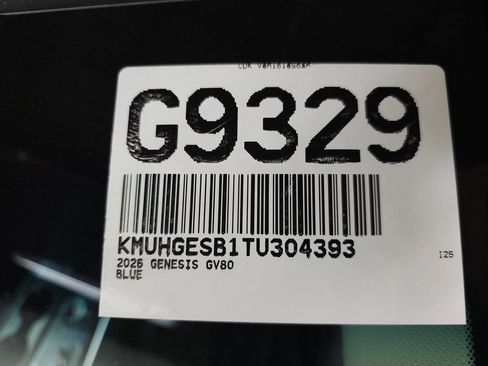 G9329
KMUHGESB1TU304393
2026 GENESIS GV80
BLUE
I25